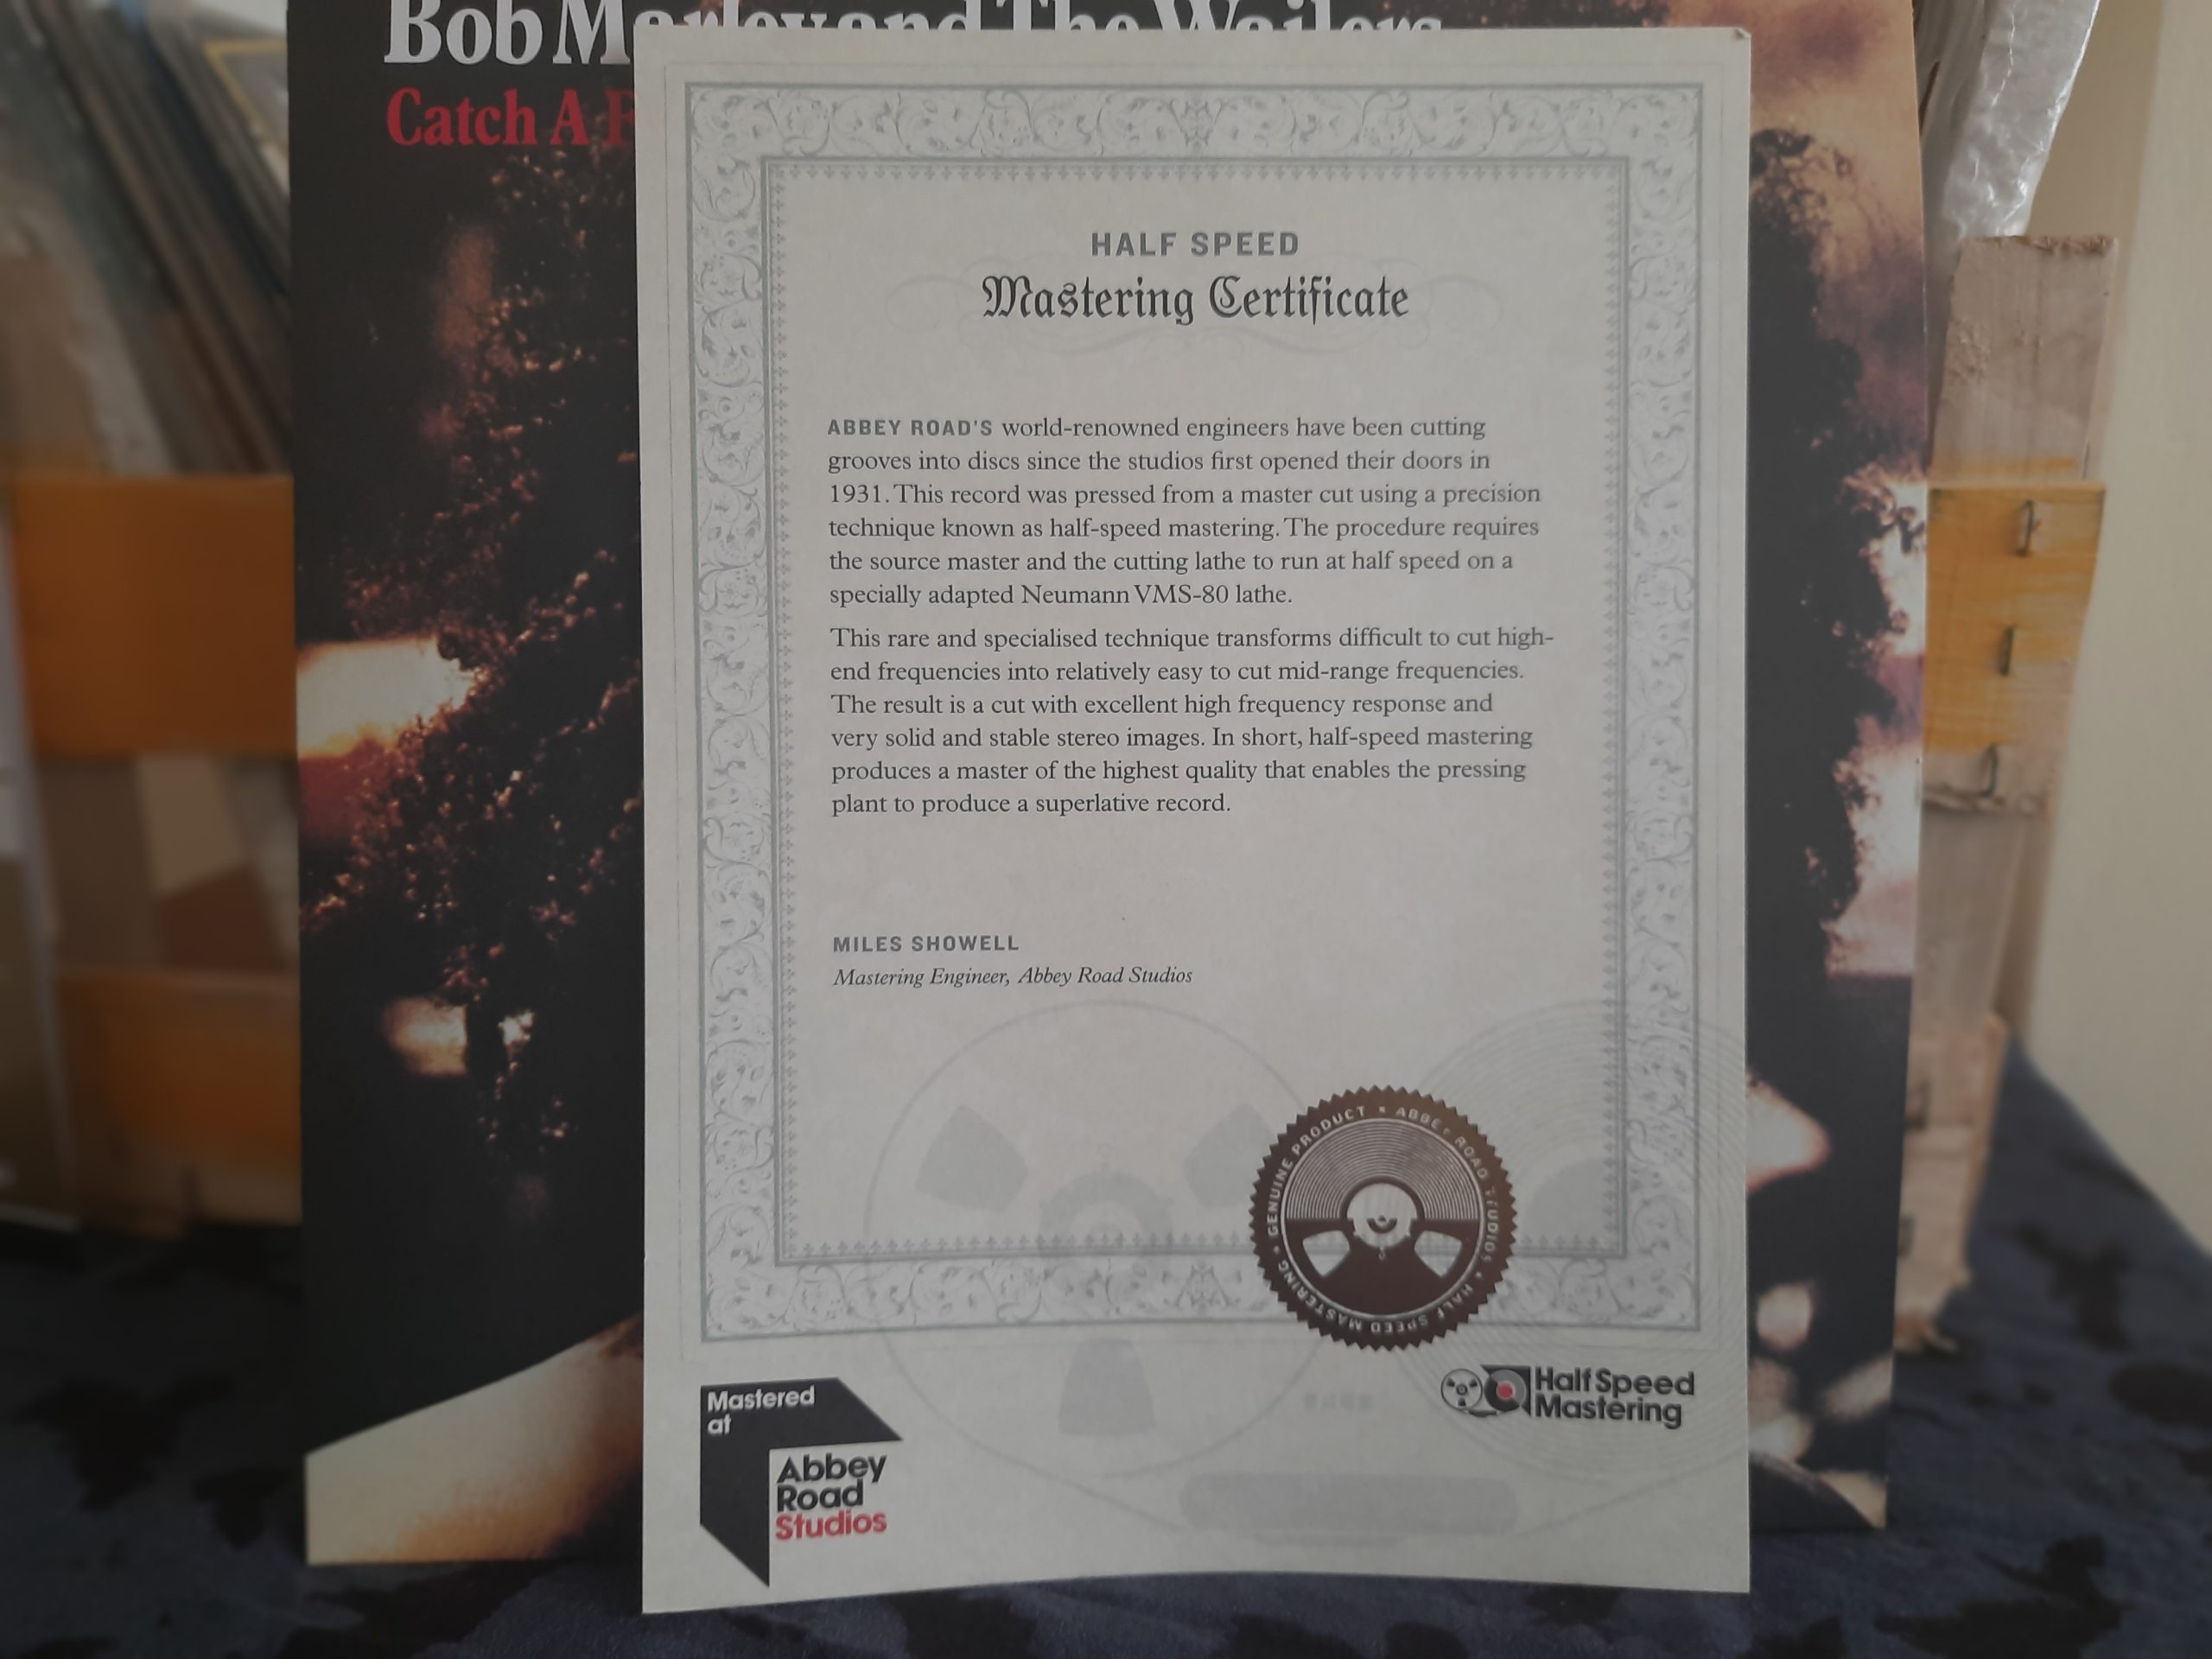 Bob Marley and The Wailers
Catch A F
HALF SPEED
Mastering Certificate
ABBEY ROAD'S world-renowned engineers have been cutting
grooves into discs since the studios first opened their doors in
1931. This record was pressed from a master cut using a precision
technique known as half-speed mastering. The procedure requires
the source master and the cutting lathe to run at half speed on a
specially adapted Neumann VMS-80 lathe.
This rare and specialised technique transforms difficult to cut high-
end frequencies into relatively easy to cut mid-range frequencies.
The result is a cut with excellent high frequency response and
very solid and stable stereo images. In short, half-speed mastering
produces a master of the highest quality that enables the pressing
plant to produce a superlative record.
MILES SHOWELL
Mastering Engineer, Abbey Road Studios
GENUINE PRODUCT • ABBEY ROAD STUDIOS • HALF SPEED MASTERING •
Half Speed
Mastering
Mastered
at
Abbey
Road
Studios